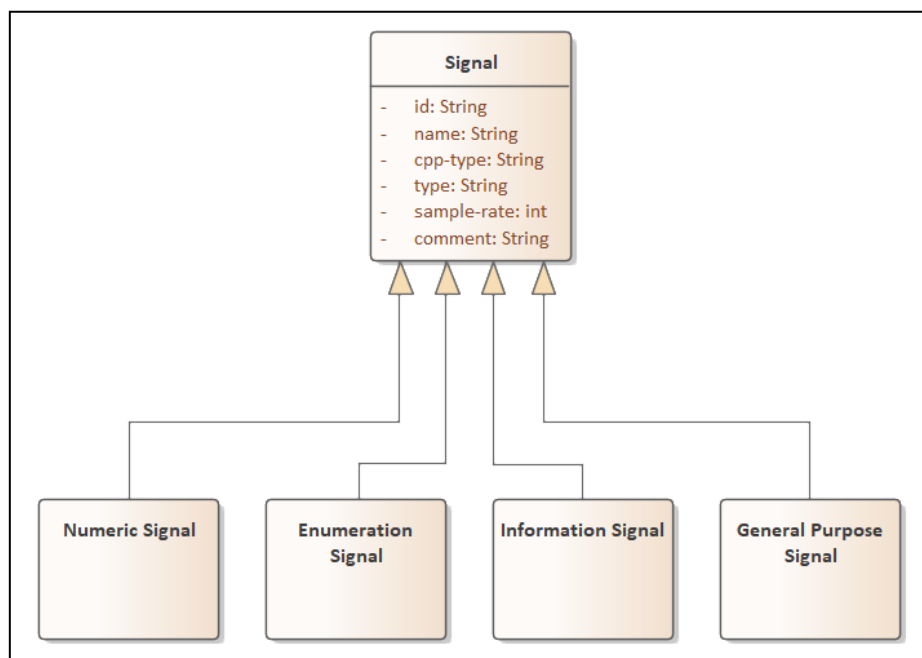 Signal
- id: String
- name: String
- cpp-type: String
- type: String
- sample-rate: int
- comment: String
Numeric Signal
Enumeration
Signal
Information Signal
General Purpose
Signal